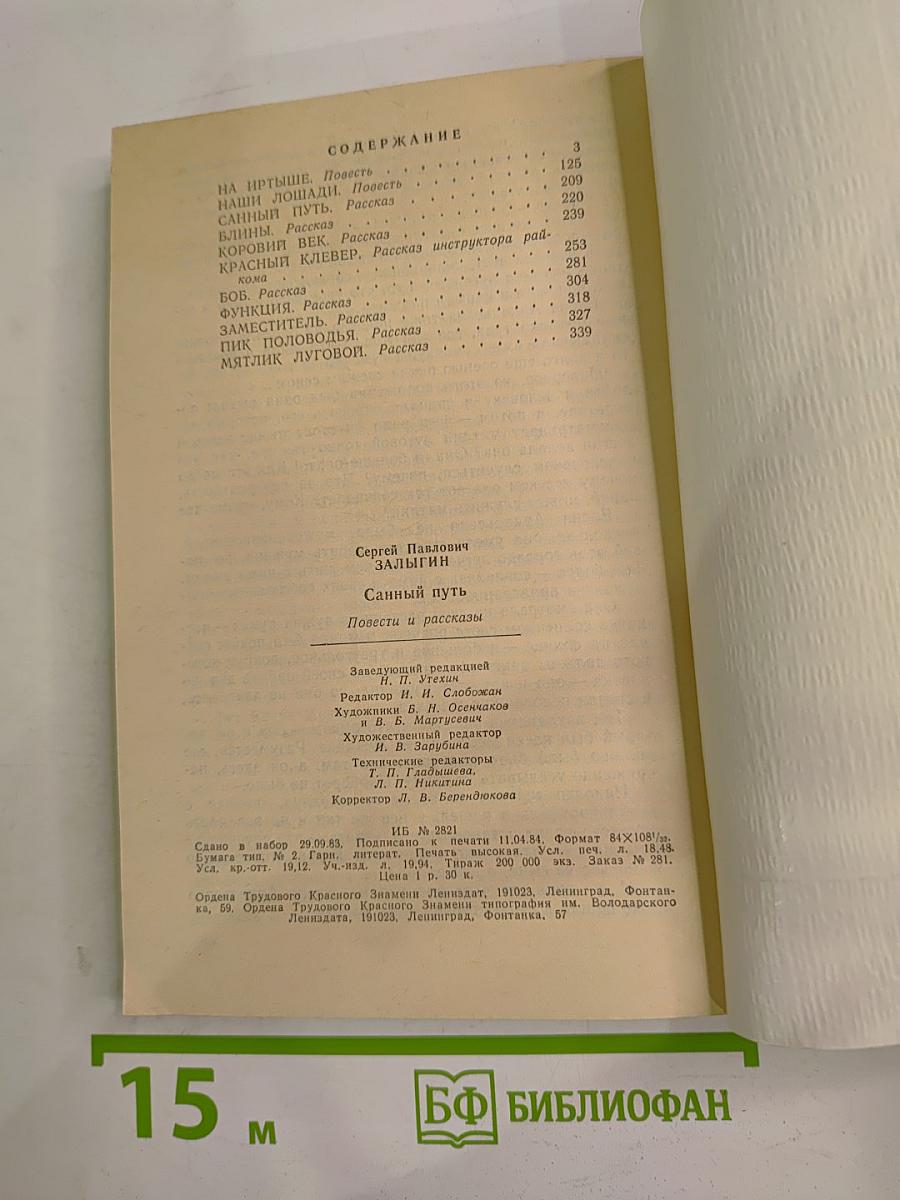 СОДЕРЖАНИЕ
НА ИРТЫШЕ. Повесть . . . . . . . . . . 3
НАШИ ЛОШАДИ. Повесть . . . . . . . . 125
САННЫЙ ПУТЬ. Рассказ . . . . . . . . 209
БЛИНЫ. Рассказ . . . . . . . . . . 220
КОРОВИЙ ВЕК. Рассказ . . . . . . . . 239
КРАСНЫЙ КЛЕВЕР. Рассказ инструктора рай-
кома . . . . . . . . . . . . . 253
БОБ. Рассказ . . . . . . . . . . . 281
ФУНКЦИЯ. Рассказ . . . . . . . . . 304
ЗАМЕСТИТЕЛЬ. Рассказ . . . . . . . . 318
ПИК ПОЛОВОДЬЯ. Рассказ . . . . . . . 327
МЯТЛИК ЛУГОВОЙ. Рассказ . . . . . . . 339
Сергей Павлович
ЗАЛЫГИН
Санный путь
Повести и рассказы
Заведующий редакцией
Н. П. Утехин
Редактор И. И. Слобожан
Художники Б. Н. Осенчаков
и В. Б. Мартусевич
Художественный редактор
И. В. Зарубина
Технические редакторы
Т. П. Гладышева,
Л. П. Никитина
Корректор Л. В. Берендюкова
ИБ № 2821
Сдано в набор 29.09.83. Подписано к печати 11.04.84. Формат 84×108¹/₃₂.
Бумага тип. № 2. Гарн. литерат. Печать высокая. Усл. печ. л. 18,48.
Усл. кр.-отт. 19,12. Уч.-изд. л. 19,94. Тираж 200 000 экз. Заказ № 281.
Цена 1 р. 30 к.
Ордена Трудового Красного Знамени Лениздат, 191023, Ленинград, Фонтан-
ка, 59. Ордена Трудового Красного Знамени типография им. Володарского
Лениздата, 191023, Ленинград, Фонтанка, 57
15 м
БФ БИБЛИОФАН